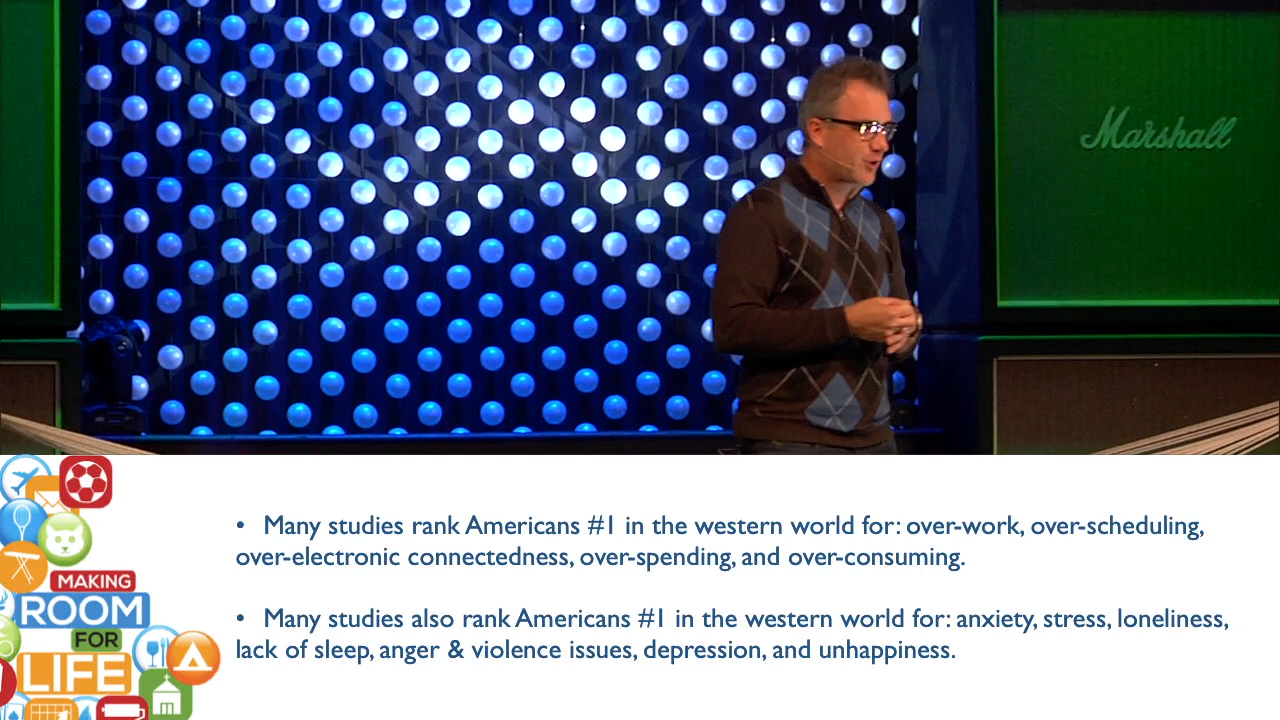 Marshall
• Many studies rank Americans #1 in the western world for: over-work, over-scheduling,
over-electronic connectedness, over-spending, and over-consuming.
• Many studies also rank Americans #1 in the western world for: anxiety, stress, loneliness,
lack of sleep, anger & violence issues, depression, and unhappiness.
MAKING
ROOM
FOR
LIFE